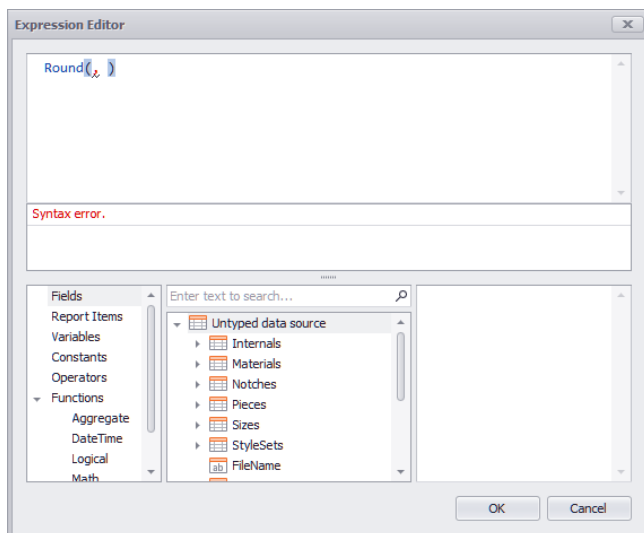 Expression Editor
Round(, )
Syntax error.
Fields
Report Items
Variables
Constants
Operators
Functions
Aggregate
DateTime
Logical
Math
Enter text to search...
Untyped data source
Internals
Materials
Notches
Pieces
Sizes
StyleSets
ab FileName
OK Cancel